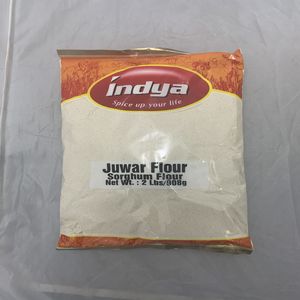 indya
Spice up your life
Juwar Flour
Sorghum Flour
Net Wt. : 2 Lbs/908g